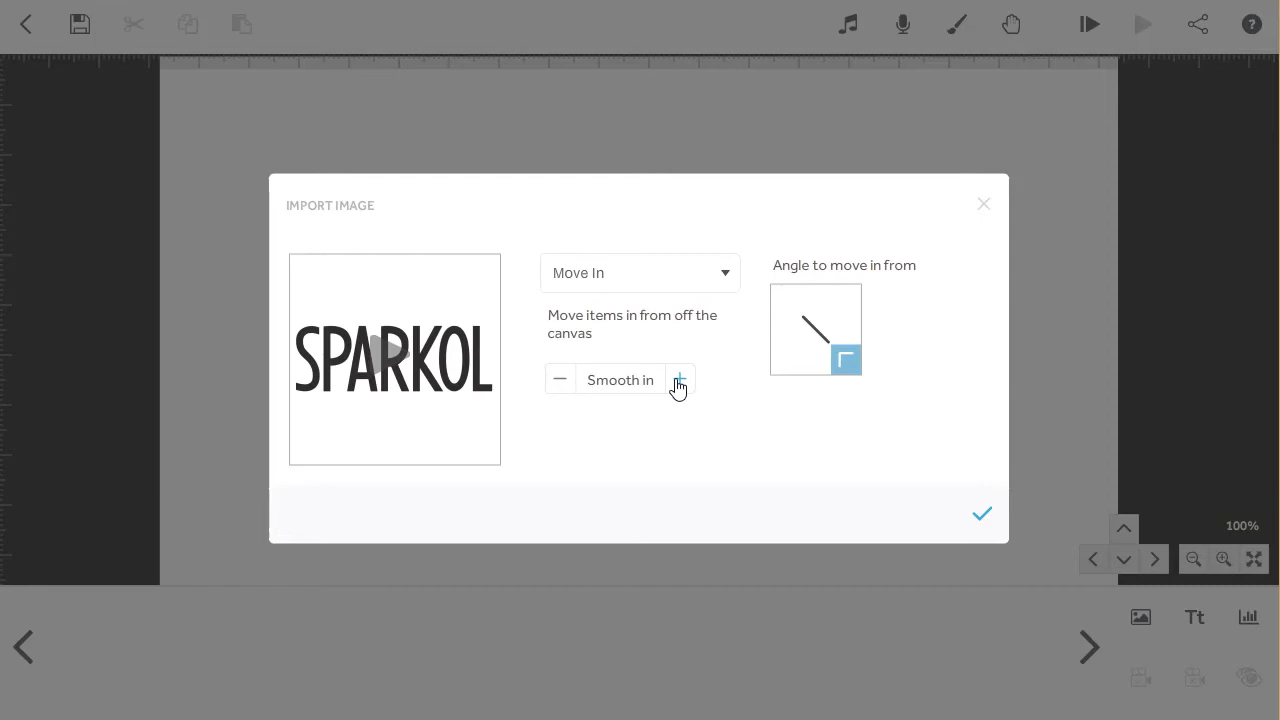 IMPORT IMAGE
Move In
Angle to move in from
Move items in from off the
canvas
SPARKOL
Smooth in
100%
Tt